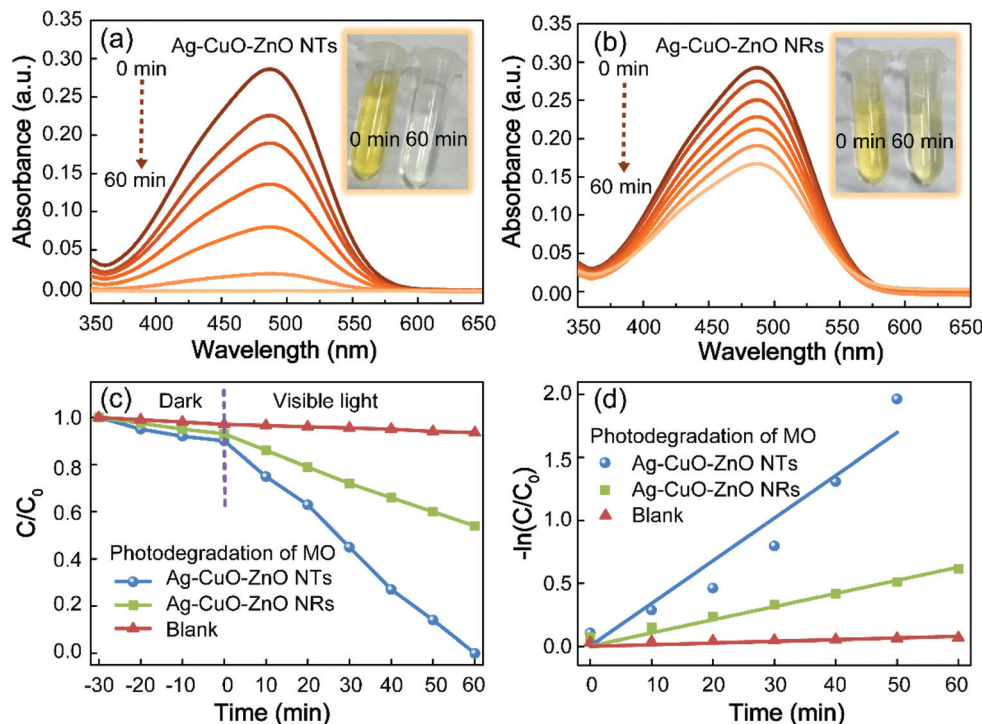 (a)
Ag-CuO-ZnO NTs
0 min
60 min
0 min
60 min
0.35
0.30
0.25
0.20
0.15
0.10
0.05
0.00
Absorbance (a.u.)
350 400 450 500 550 600 650
Wavelength (nm)
(b)
Ag-CuO-ZnO NRs
0 min
60 min
0 min
60 min
0.35
0.30
0.25
0.20
0.15
0.10
0.05
0.00
Absorbance (a.u.)
350 400 450 500 550 600 650
Wavelength (nm)
(c)
Dark
Visible light
Photodegradation of MO
Ag-CuO-ZnO NTs
Ag-CuO-ZnO NRs
Blank
1.0
0.8
0.6
0.4
0.2
0.0
C/C0
-30 -20 -10 0 10 20 30 40 50 60
Time (min)
(d)
Photodegradation of MO
Ag-CuO-ZnO NTs
Ag-CuO-ZnO NRs
Blank
2.0
1.5
1.0
0.5
0.0
-ln(C/C0)
0 10 20 30 40 50 60
Time (min)